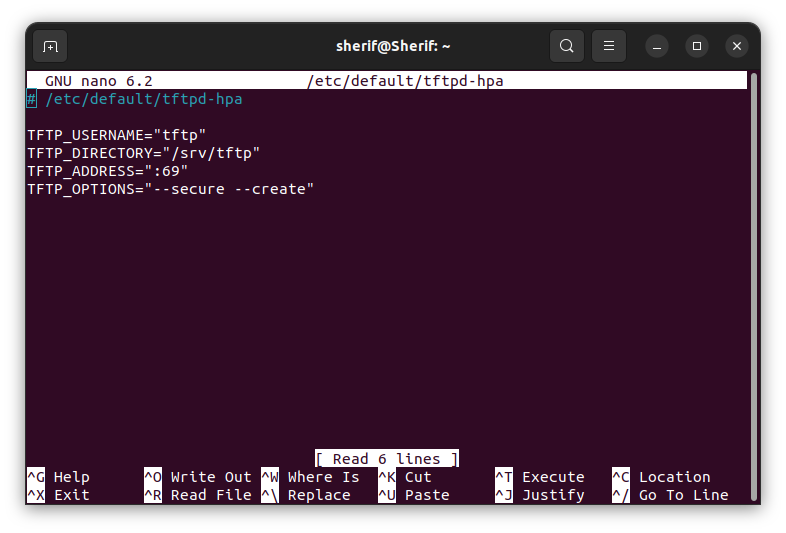 sherif@Sherif: ~
GNU nano 6.2 /etc/default/tftpd-hpa
# /etc/default/tftpd-hpa
TFTP_USERNAME="tftp"
TFTP_DIRECTORY="/srv/tftp"
TFTP_ADDRESS=":69"
TFTP_OPTIONS="--secure --create"
[ Read 6 lines ]
^G Help ^O Write Out ^W Where Is ^K Cut ^T Execute ^C Location
^X Exit ^R Read File ^\ Replace ^U Paste ^J Justify ^/ Go To Line